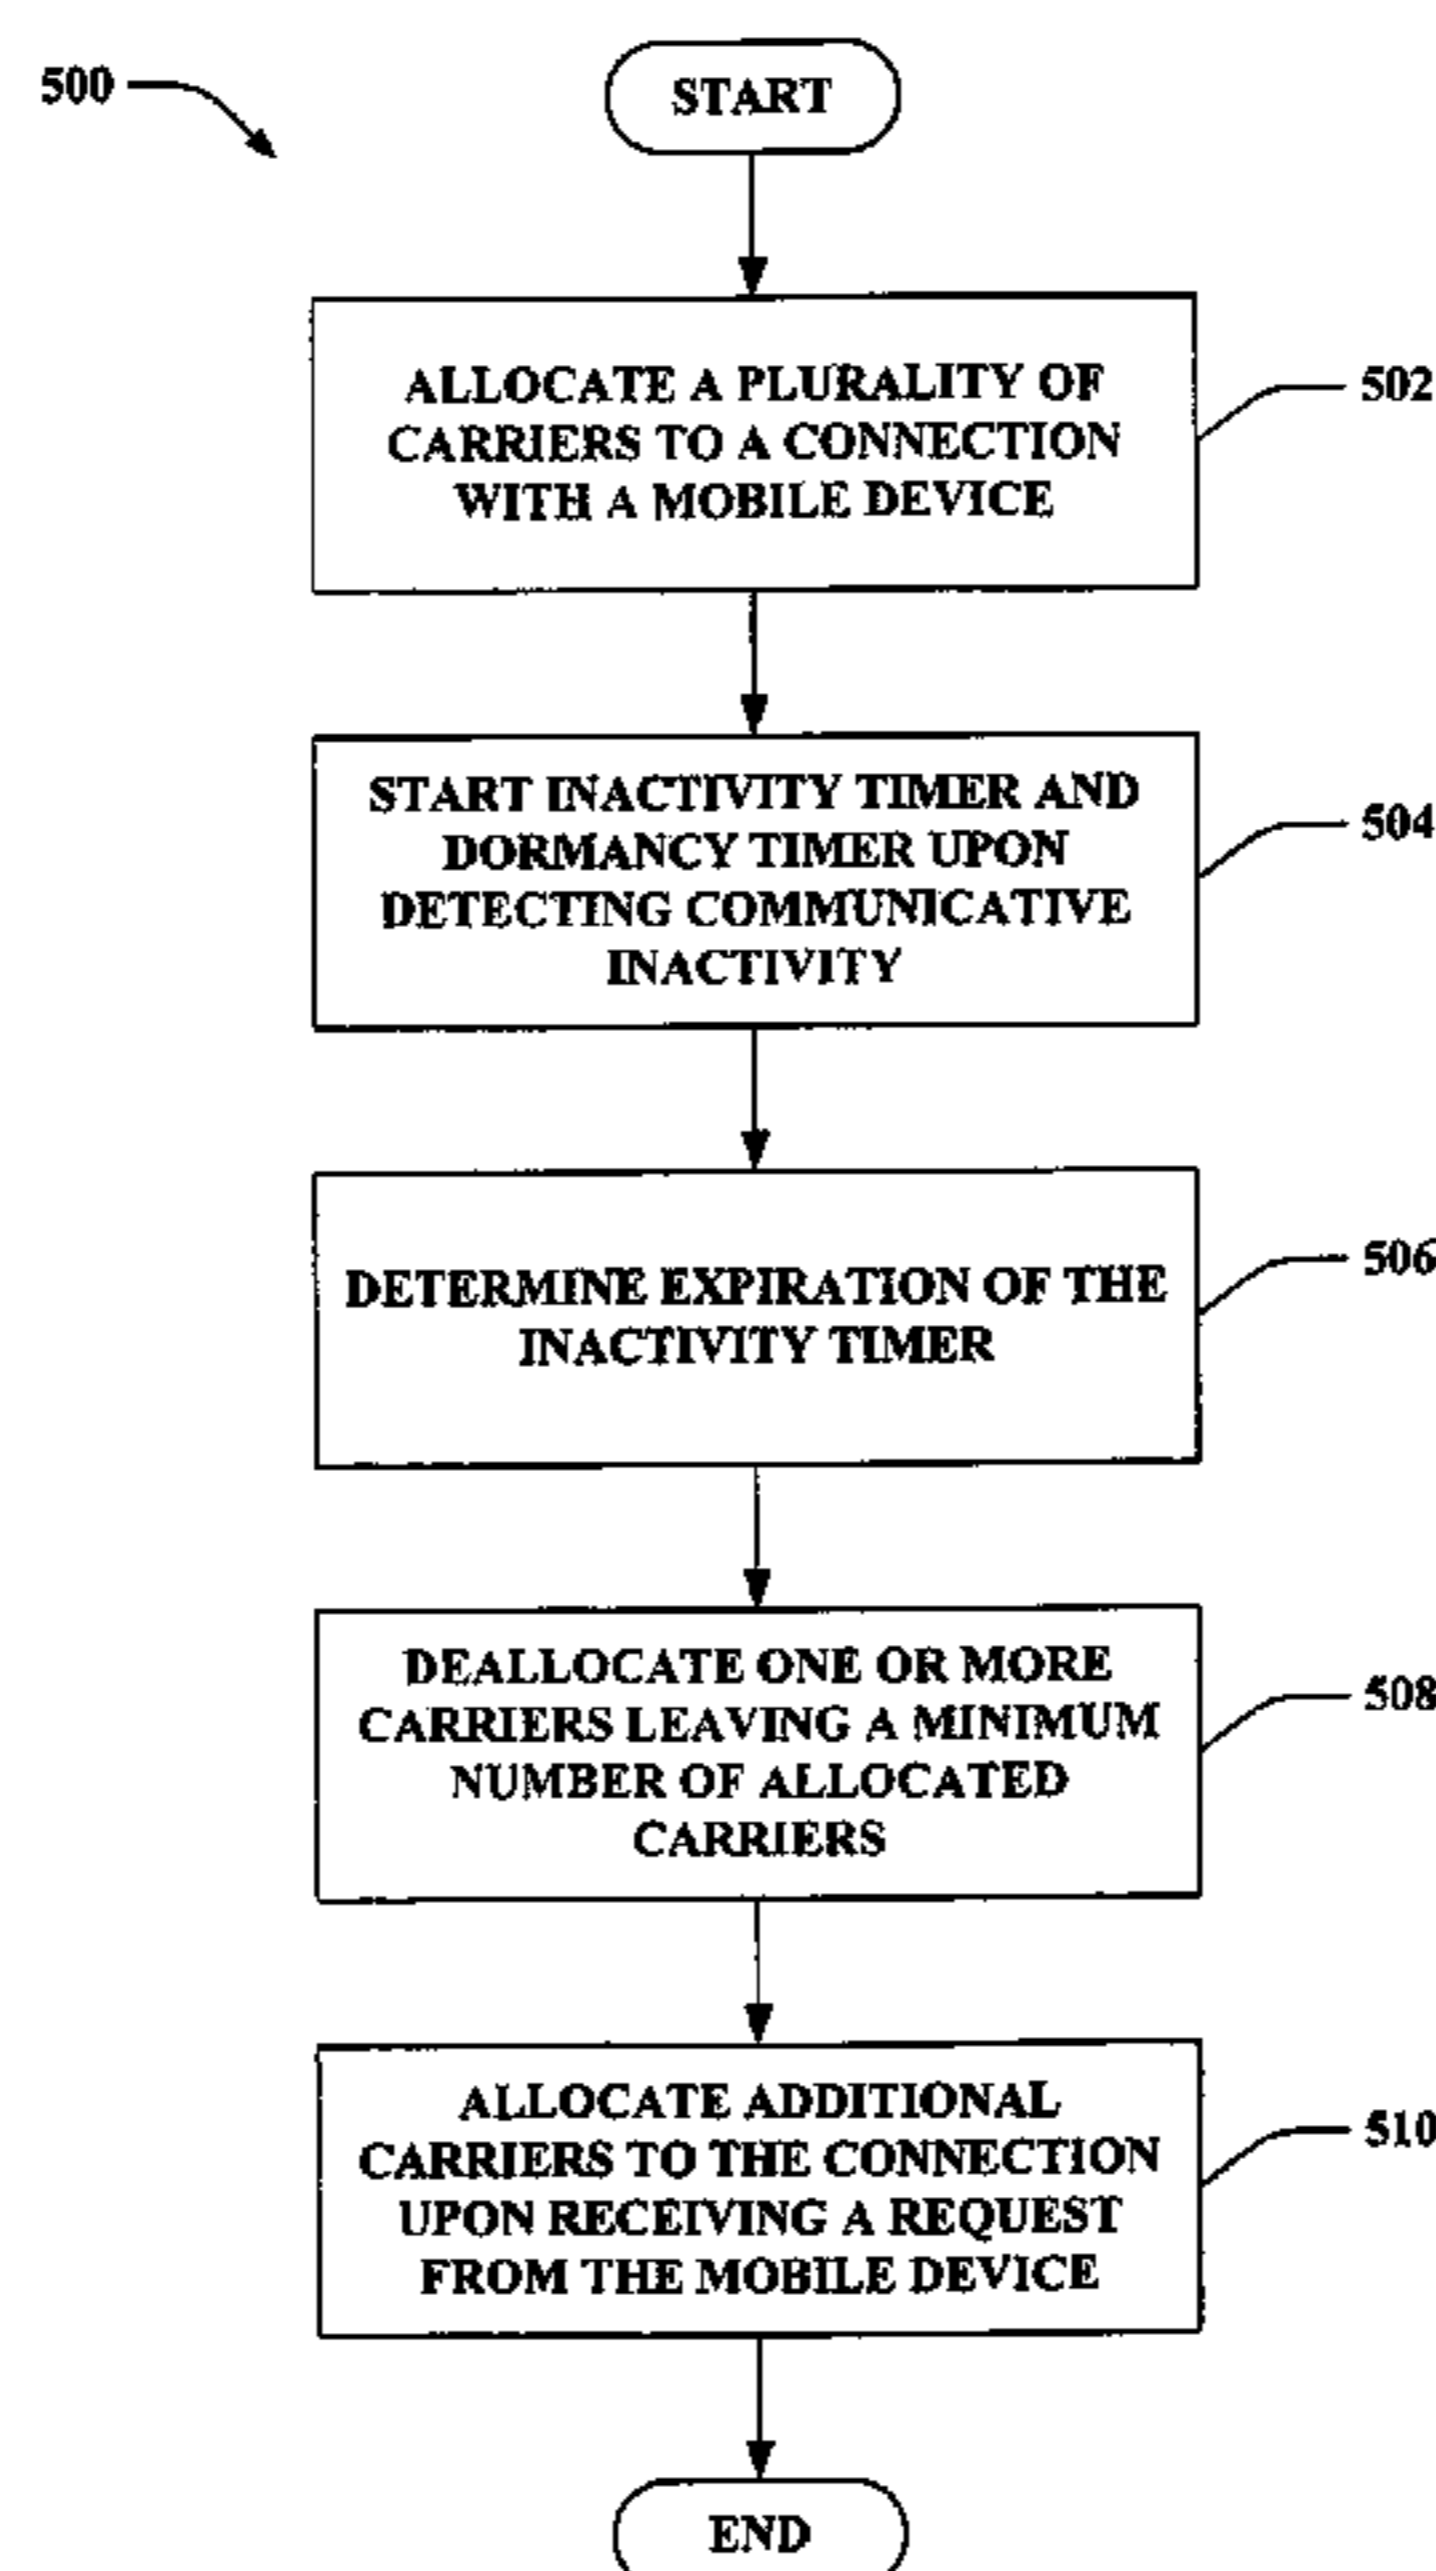 500
START
ALLOCATE A PLURALITY OF
CARRIERS TO A CONNECTION
WITH A MOBILE DEVICE
502
START INACTIVITY TIMER AND
DORMANCY TIMER UPON
DETECTING COMMUNICATIVE
INACTIVITY
504
DETERMINE EXPIRATION OF THE
INACTIVITY TIMER
506
DEALLOCATE ONE OR MORE
CARRIERS LEAVING A MINIMUM
NUMBER OF ALLOCATED
CARRIERS
508
ALLOCATE ADDITIONAL
CARRIERS TO THE CONNECTION
UPON RECEIVING A REQUEST
FROM THE MOBILE DEVICE
510
END